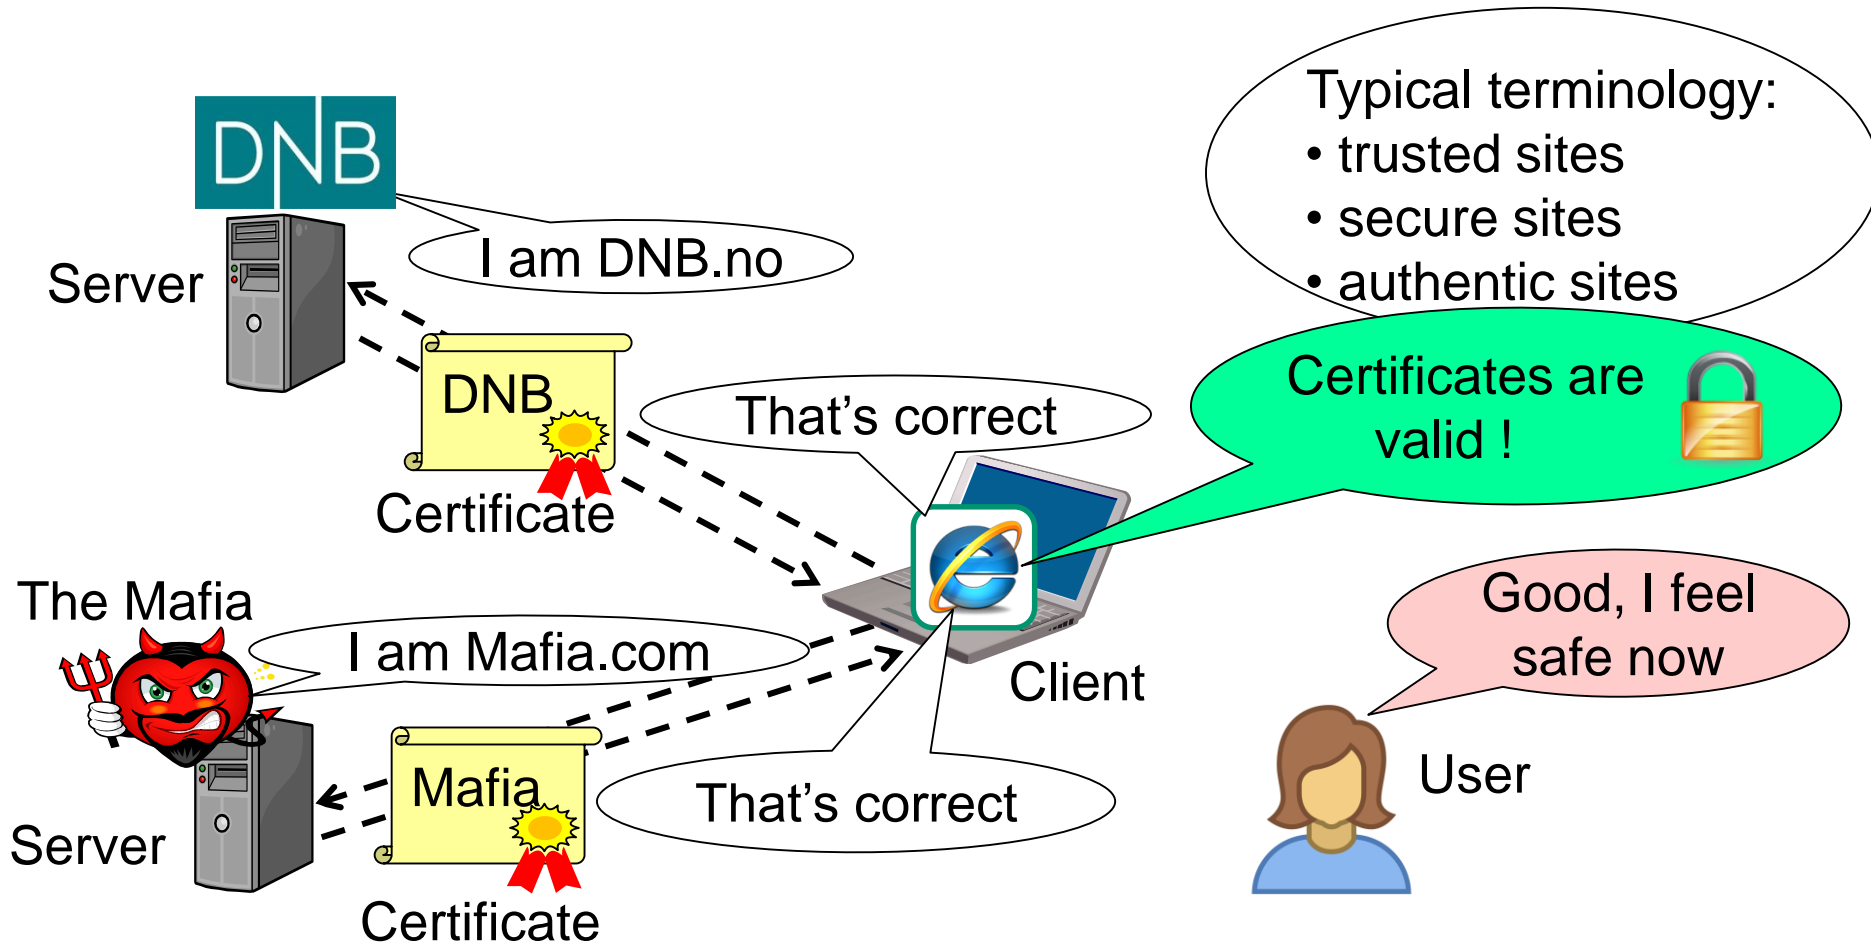 Typical terminology:
• trusted sites
• secure sites
• authentic sites
DNB
I am DNB.no
Server
Certificates are
valid !
DNB
That’s correct
Certificate
The Mafia
I am Mafia.com
Good, I feel
safe now
Client
User
Mafia
That’s correct
Server
Certificate